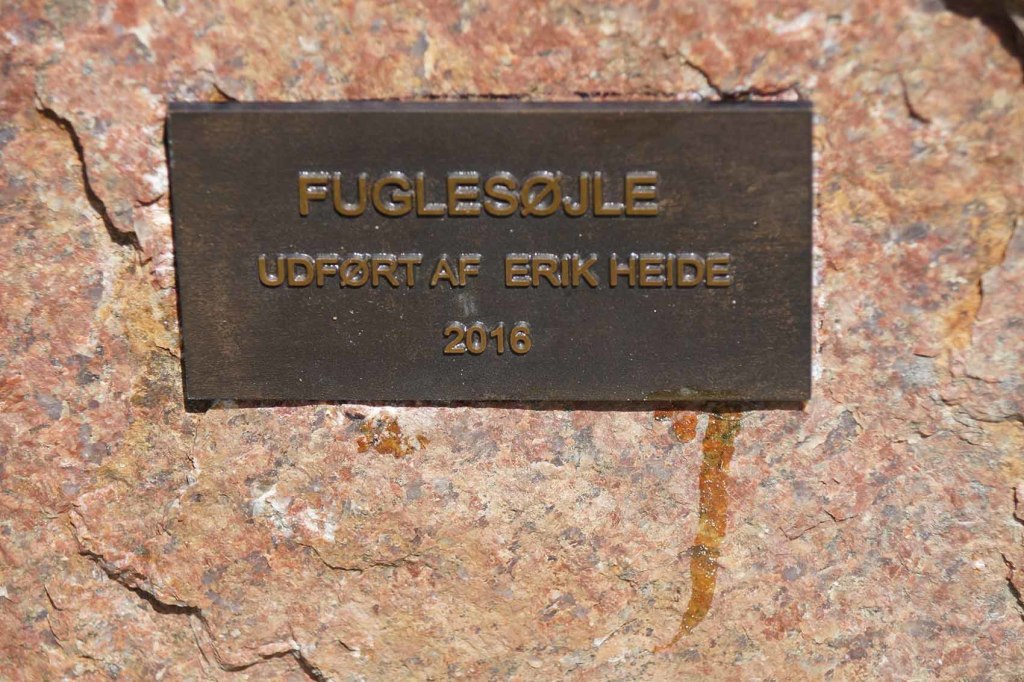 FUGLESØJLE
UDFØRT AF ERIK HEIDE
2016